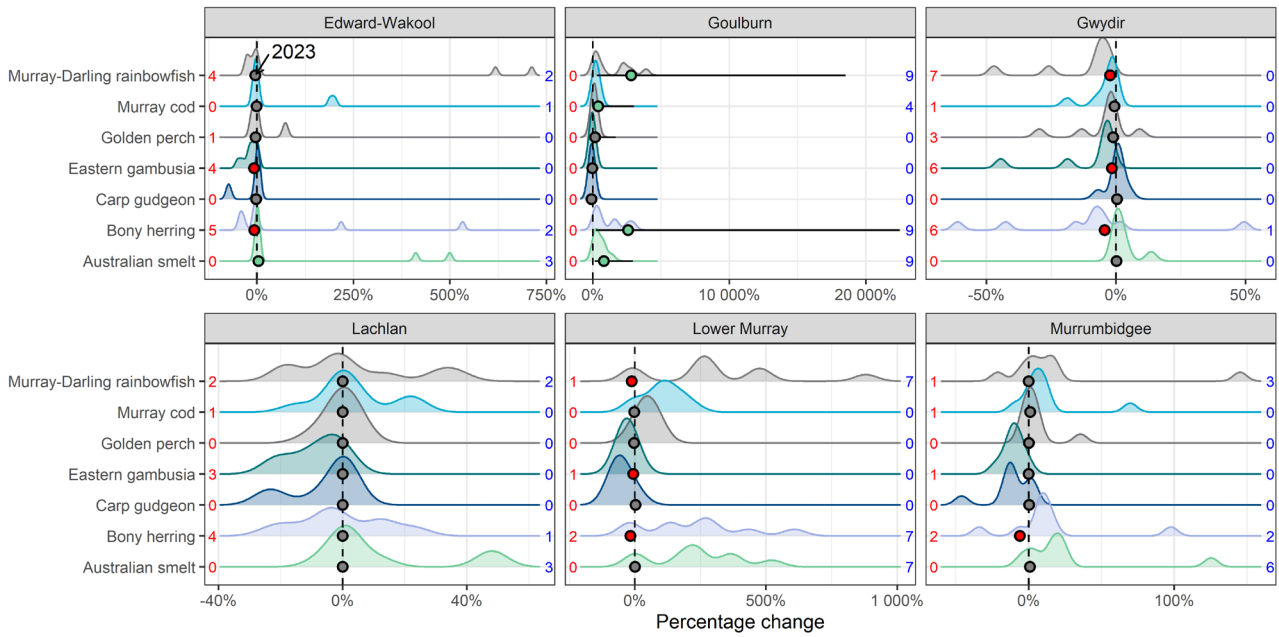 Edward-Wakool Goulburn Gwydir
2023
Murray-Darling rainbowfish 4 2 0 9 7 0
Murray cod 0 1 0 4 1 0
Golden perch 1 0 0 0 3 0
Eastern gambusia 4 0 0 0 6 0
Carp gudgeon 0 0 0 0 0 0
Bony herring 5 2 0 9 6 1
Australian smelt 0 3 0 9 0 0
0% 250% 500% 750% 0% 10 000% 20 000% -50% 0% 50%
Lachlan Lower Murray Murrumbidgee
Murray-Darling rainbowfish 2 2 1 7 1 3
Murray cod 1 0 0 0 1 0
Golden perch 0 0 0 0 0 0
Eastern gambusia 3 0 1 0 1 0
Carp gudgeon 0 0 0 0 0 0
Bony herring 4 1 2 7 2 2
Australian smelt 0 3 0 7 0 6
-40% 0% 40% 0% 500% 1 000% 0% 100%
Percentage change